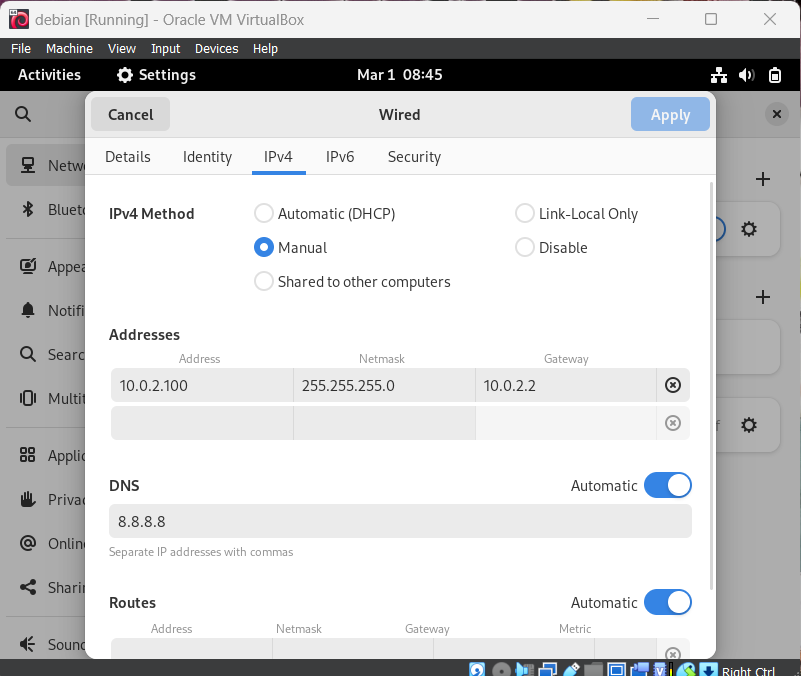 debian [Running] - Oracle VM VirtualBox
File Machine View Input Devices Help
Activities Settings Mar 1 08:45
Cancel Wired Apply
Details Identity IPv4 IPv6 Security
IPv4 Method Automatic (DHCP) Link-Local Only
Manual Disable
Shared to other computers
Addresses
Address Netmask Gateway
10.0.2.100 255.255.255.0 10.0.2.2
DNS Automatic
8.8.8.8
Separate IP addresses with commas
Routes Automatic
Address Netmask Gateway Metric
Netw
Blueto
Appea
Notifi
Searc
Multit
Applic
Privac
Online
Sharin
Sound
Right Ctrl